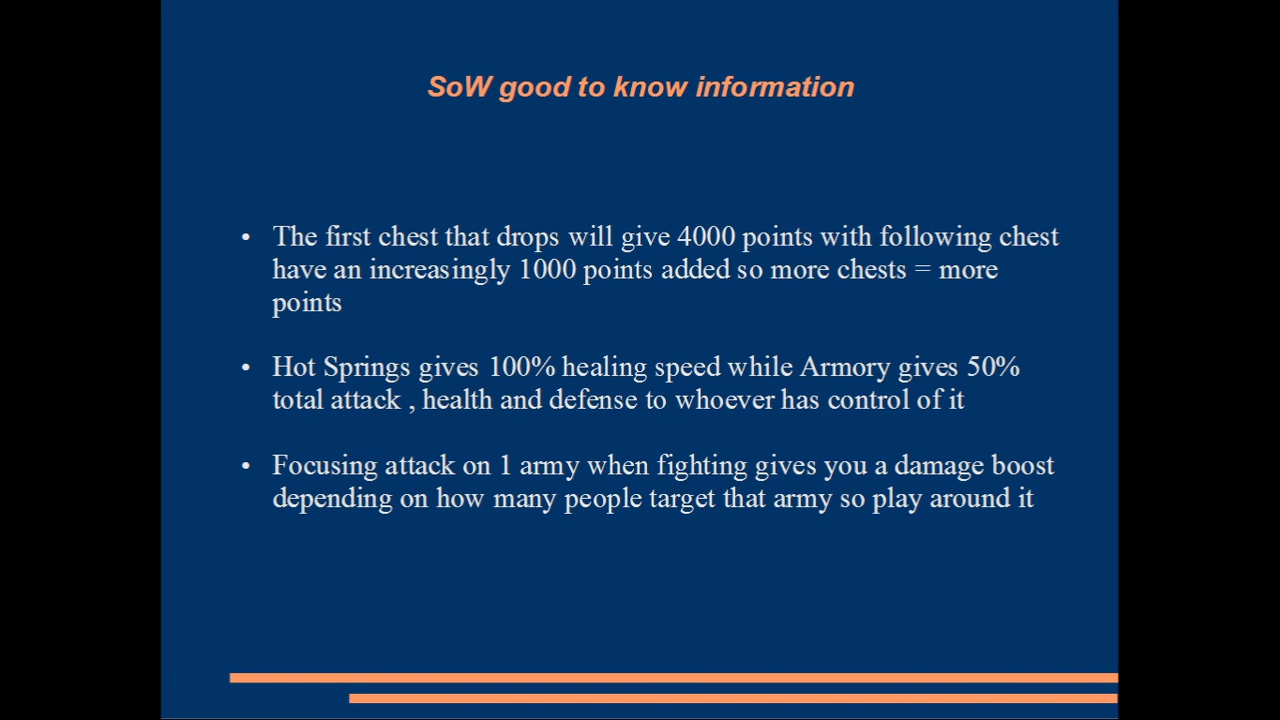 SoW good to know information
• The first chest that drops will give 4000 points with following chest
have an increasingly 1000 points added so more chests = more
points
• Hot Springs gives 100% healing speed while Armory gives 50%
total attack , health and defense to whoever has control of it
• Focusing attack on 1 army when fighting gives you a damage boost
depending on how many people target that army so play around it